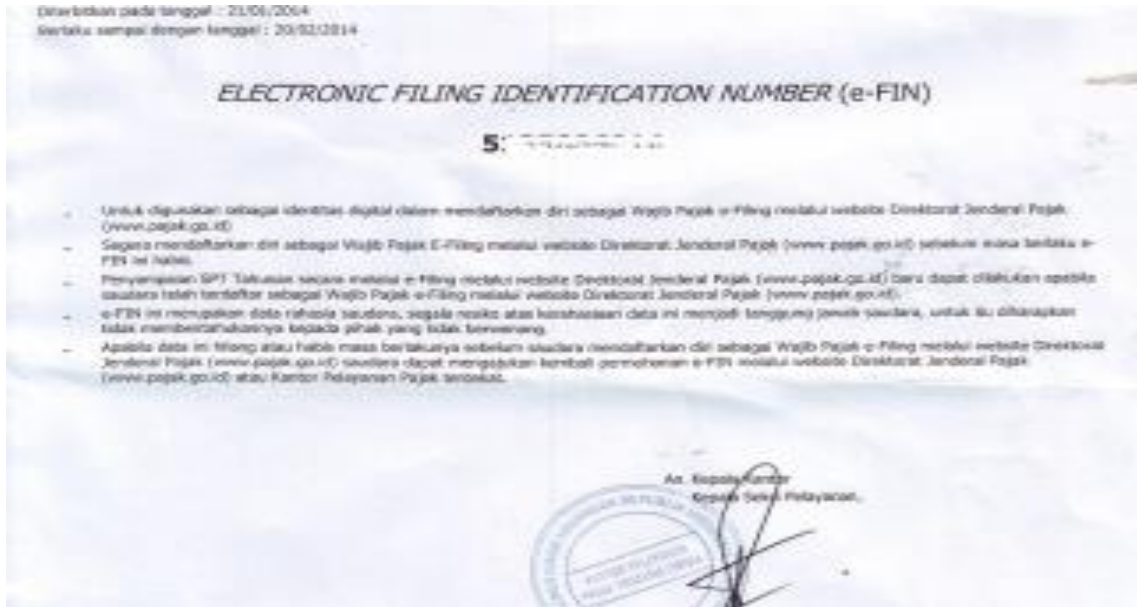 Diterbitkan pada tanggal : 21/01/2014
Berlaku sampai dengan tanggal : 20/02/2014
ELECTRONIC FILING IDENTIFICATION NUMBER (e-FIN)
5
- Untuk digunakan sebagai identitas digital dalam mendaftarkan diri sebagai Wajib Pajak e-Filing melalui website Direktorat Jenderal Pajak
(www.pajak.go.id)
- Segera mendaftarkan diri sebagai Wajib Pajak E-Filing melalui website Direktorat Jenderal Pajak (www.pajak.go.id) sebelum masa berlaku e-
FIN ini habis.
- Penyampaian SPT Tahunan secara melalui e-Filing melalui website Direktorat Jenderal Pajak (www.pajak.go.id) baru dapat dilakukan apabila
saudara telah terdaftar sebagai Wajib Pajak e-Filing melalui website Direktorat Jenderal Pajak (www.pajak.go.id).
- e-FIN ini merupakan data rahasia saudara, segala resiko atas kerahasiaan data ini menjadi tanggung jawab saudara, untuk itu diharapkan
tidak memberitahukannya kepada pihak yang tidak berwenang.
- Apabila data ini hilang atau habis masa berlakunya sebelum saudara mendaftarkan diri sebagai Wajib Pajak e-Filing melalui website Direktorat
Jenderal Pajak (www.pajak.go.id) saudara dapat mengajukan kembali permohonan e-FIN melalui website Direktorat Jenderal Pajak
(www.pajak.go.id) atau Kantor Pelayanan Pajak terdekat.
An. Kepala Kantor
Kepala Seksi Pelayanan,